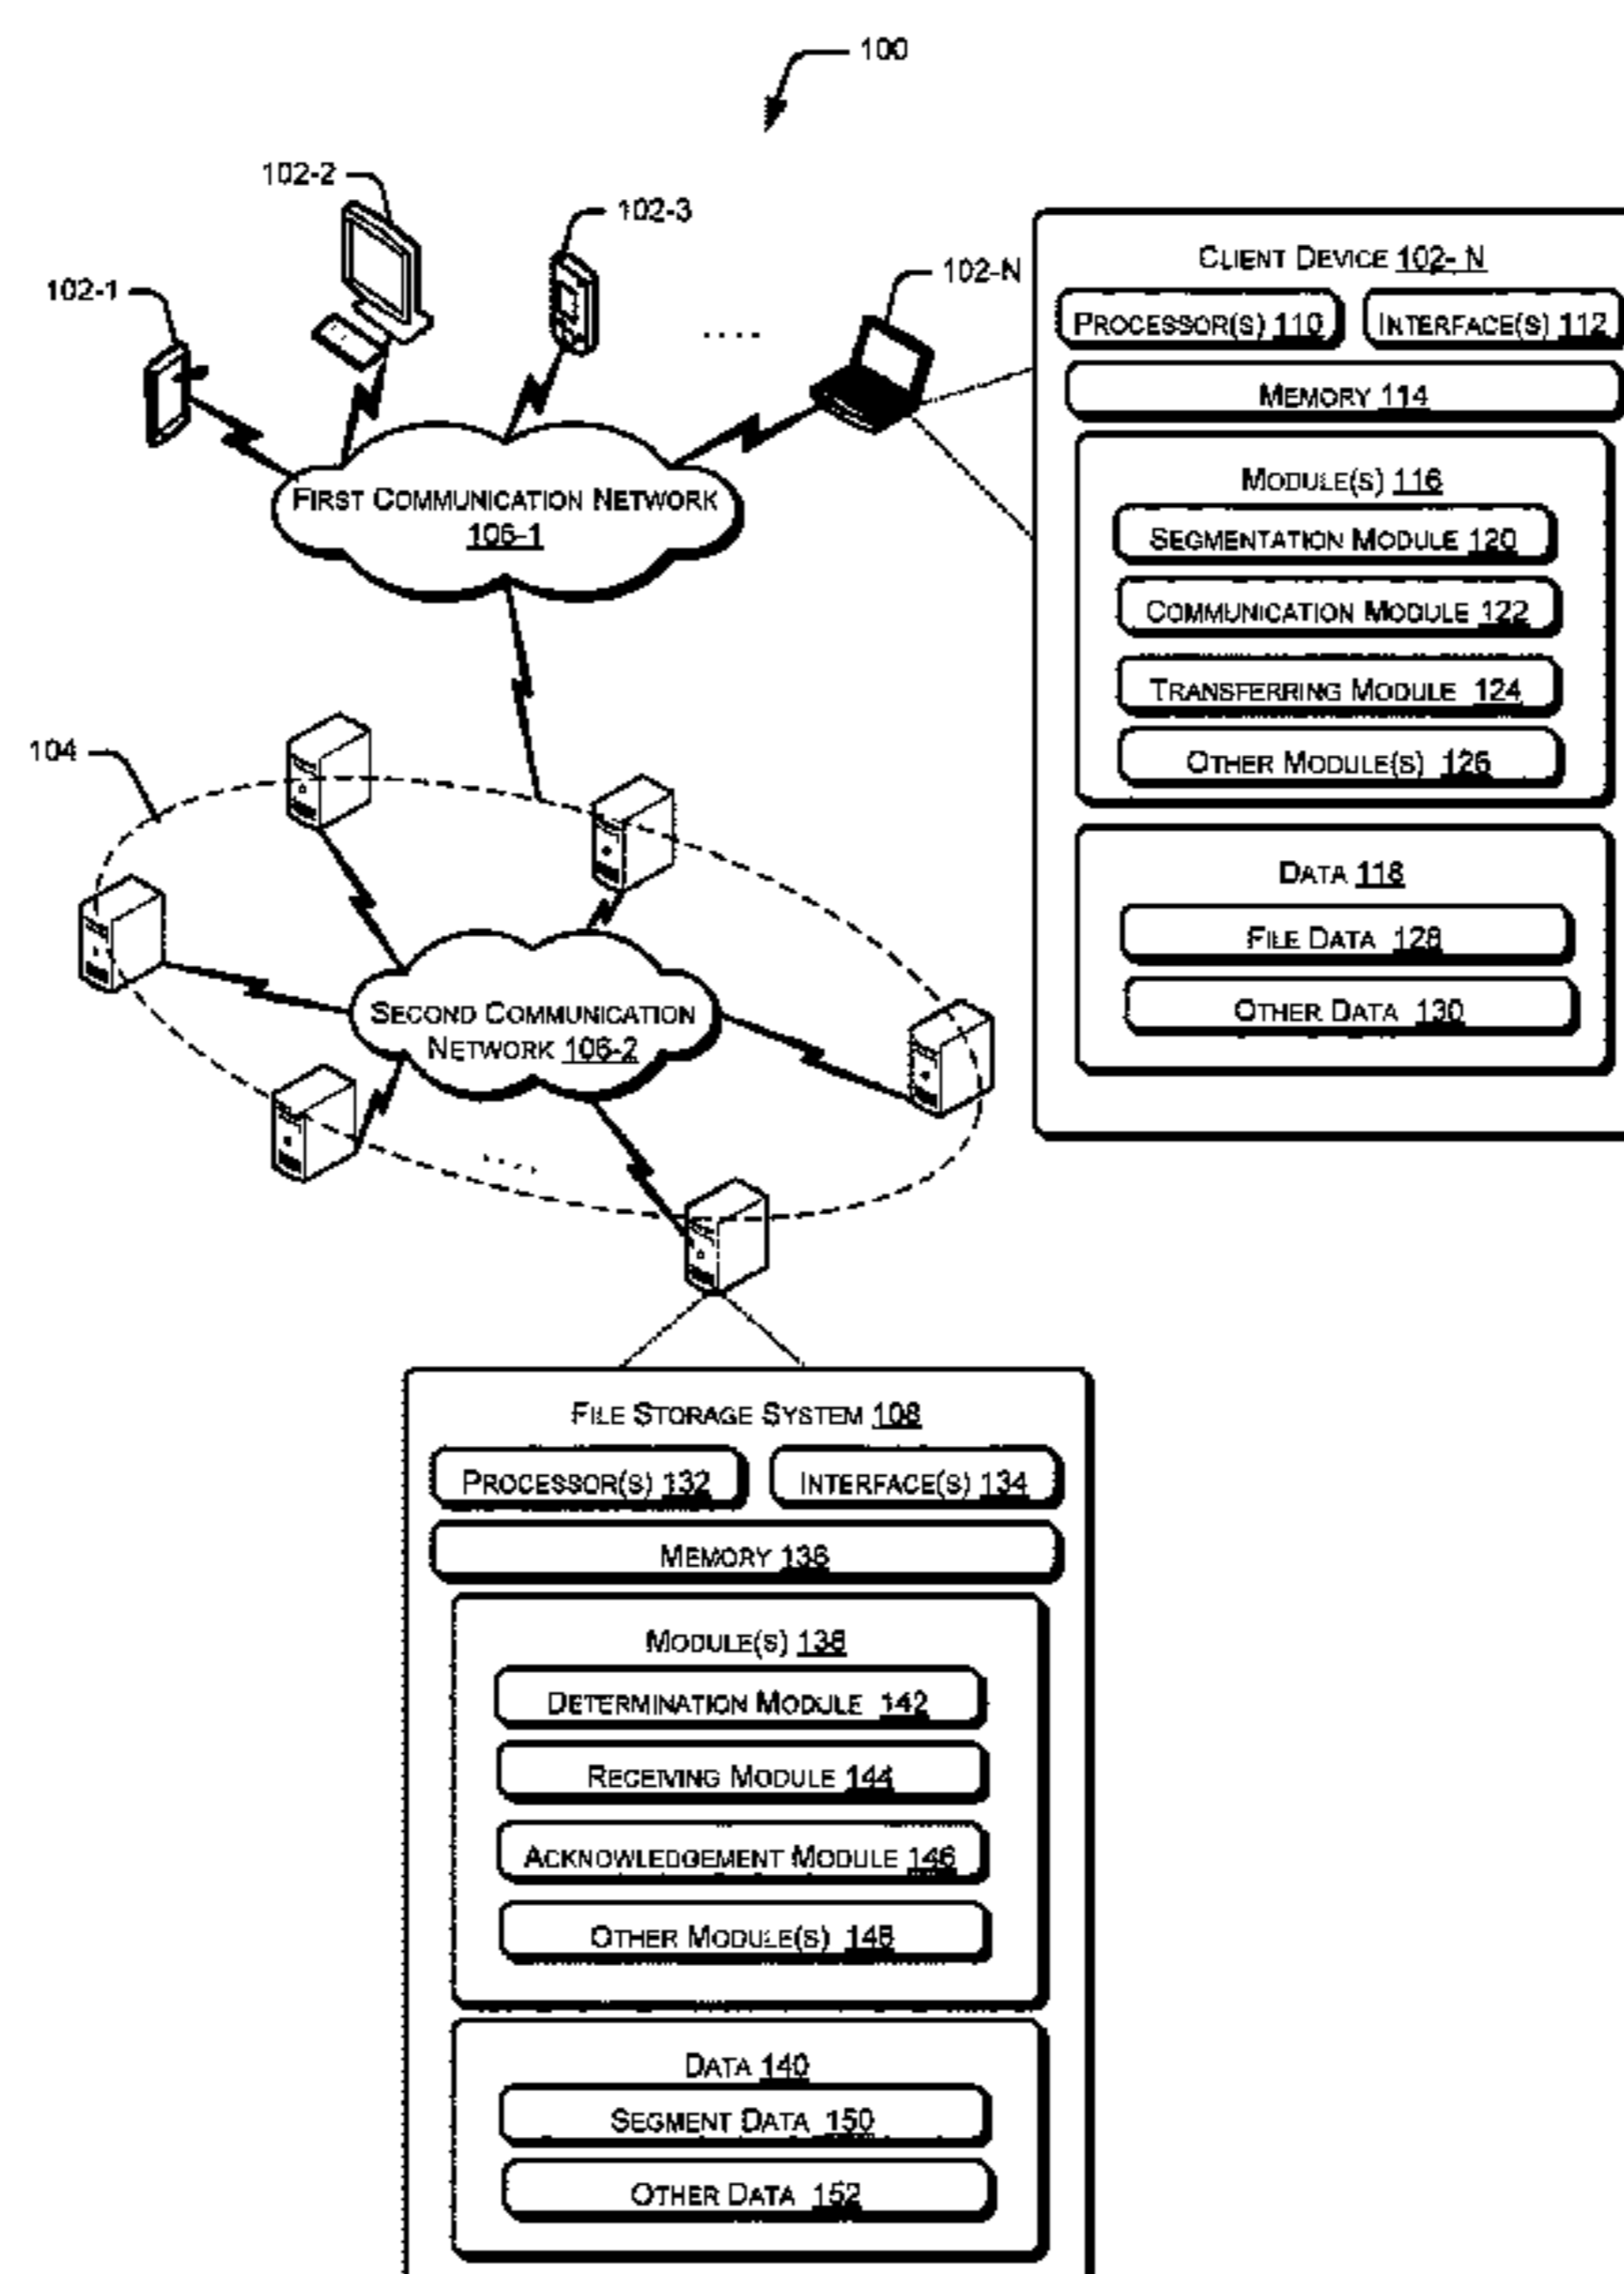 100
102-2
102-3
102-1
102-N
CLIENT DEVICE 102- N
PROCESSOR(S) 110
INTERFACE(S) 112
MEMORY 114
MODULE(S) 116
SEGMENTATION MODULE 120
COMMUNICATION MODULE 122
TRANSFERRING MODULE 124
OTHER MODULE(S) 126
DATA 118
FILE DATA 128
OTHER DATA 130
FIRST COMMUNICATION NETWORK
106-1
104
SECOND COMMUNICATION
NETWORK 106-2
FILE STORAGE SYSTEM 108
PROCESSOR(S) 132
INTERFACE(S) 134
MEMORY 136
MODULE(S) 138
DETERMINATION MODULE 142
RECEIVING MODULE 144
ACKNOWLEDGEMENT MODULE 146
OTHER MODULE(S) 148
DATA 140
SEGMENT DATA 150
OTHER DATA 152